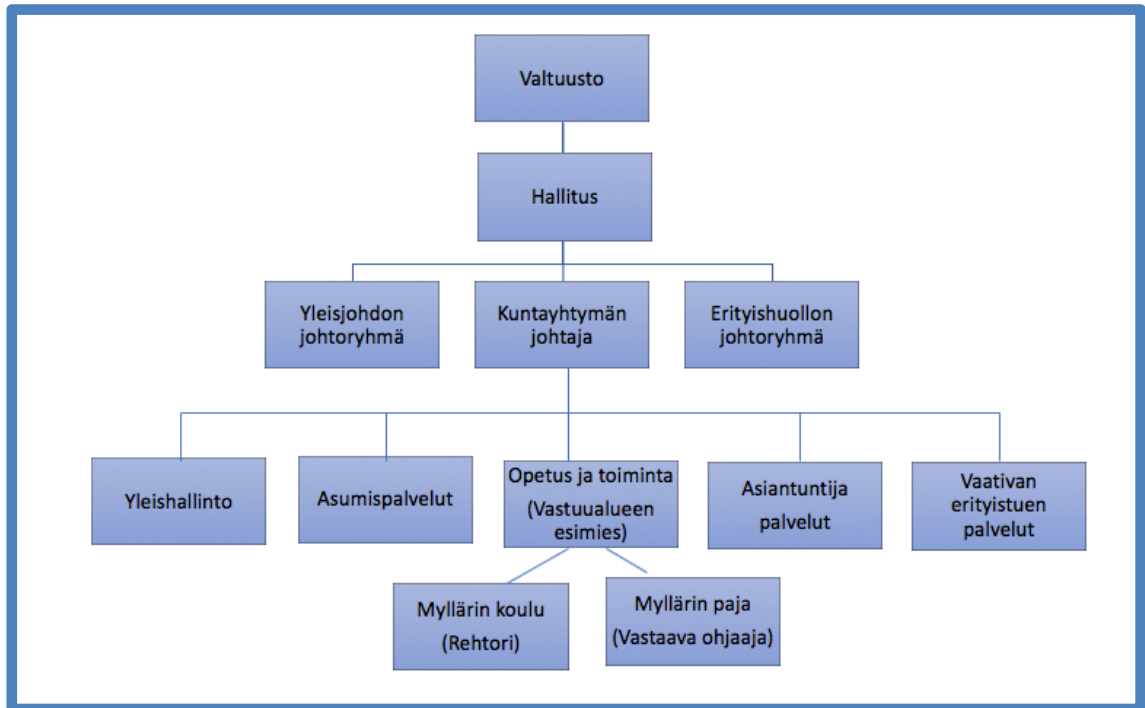 Valtuusto
Hallitus
Yleisjohdon
johtoryhmä
Kuntayhtymän
johtaja
Erityishuollon
johtoryhmä
Yleishallinto
Asumispalvelut
Opetus ja toiminta
(Vastuualueen
esimies)
Asiantuntija
palvelut
Vaativan
erityistuen
palvelut
Myllärin koulu
(Rehtori)
Myllärin paja
(Vastaava ohjaaja)